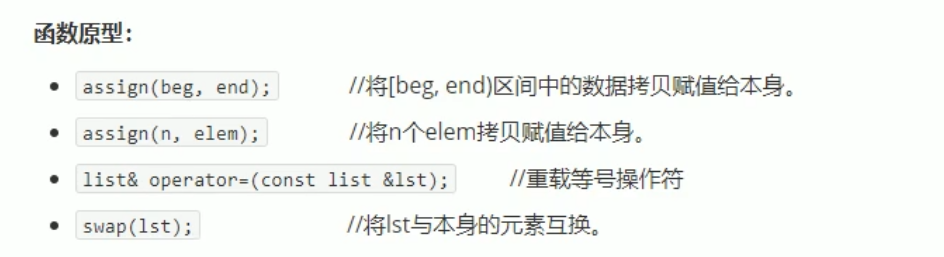 函数原型：
• assign(beg, end); //将[beg, end)区间中的数据拷贝赋值给本身。
• assign(n, elem); //将n个elem拷贝赋值给本身。
• list& operator=(const list &lst); //重载等号操作符
• swap(lst); //将lst与本身的元素互换。